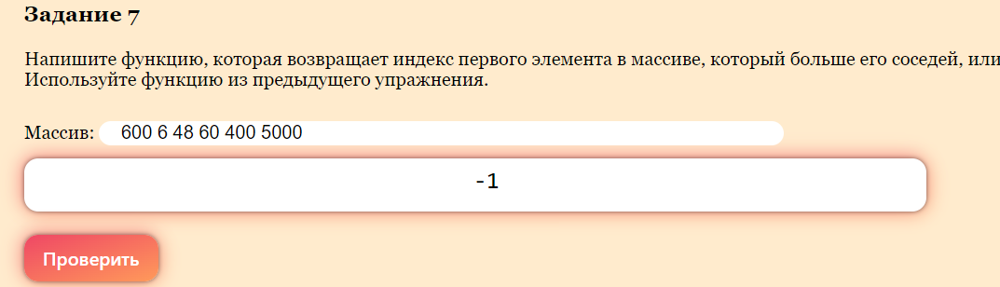 Задание 7
Напишите функцию, которая возвращает индекс первого элемента в массиве, который больше его соседей, или
Используйте функцию из предыдущего упражнения.
Массив: 600 6 48 60 400 5000
-1
Проверить